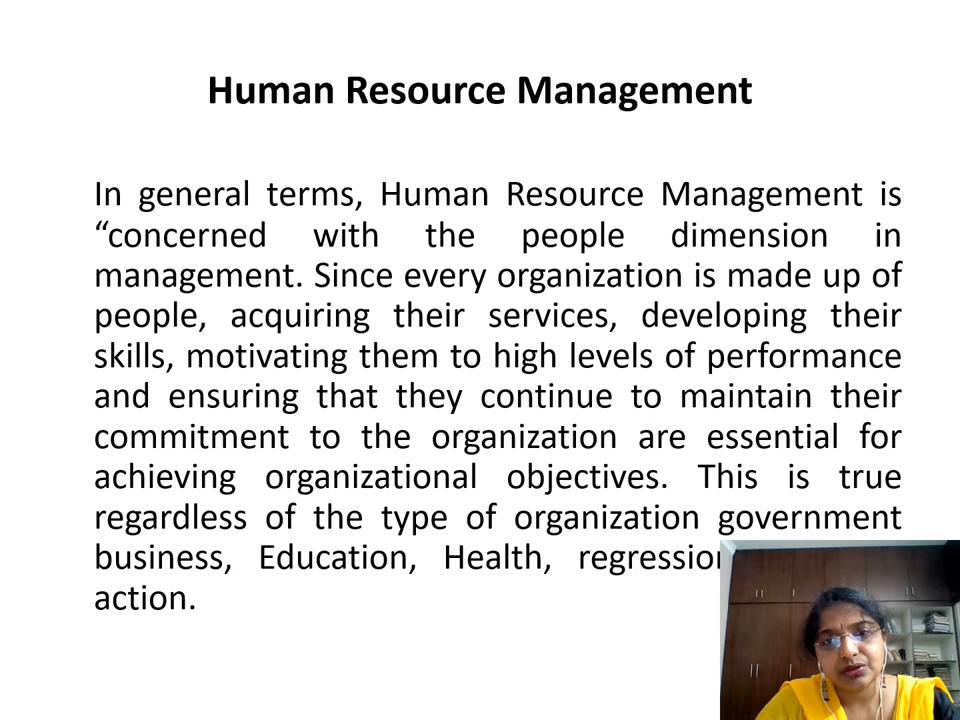 Human Resource Management
In general terms, Human Resource Management is
“concerned with the people dimension in
management. Since every organization is made up of
people, acquiring their services, developing their
skills, motivating them to high levels of performance
and ensuring that they continue to maintain their
commitment to the organization are essential for
achieving organizational objectives. This is true
regardless of the type of organization government
business, Education, Health, regression
action.